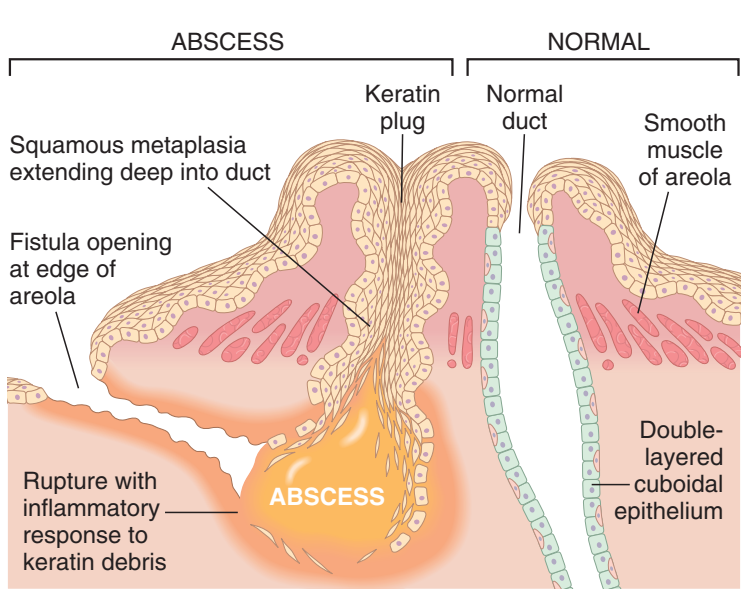 ABSCESS
NORMAL
Keratin
plug
Normal
duct
Smooth
muscle
of areola
Squamous metaplasia
extending deep into duct
Fistula opening
at edge of
areola
Double-
layered
cuboidal
epithelium
Rupture with
inflammatory
response to
keratin debris
ABSCESS